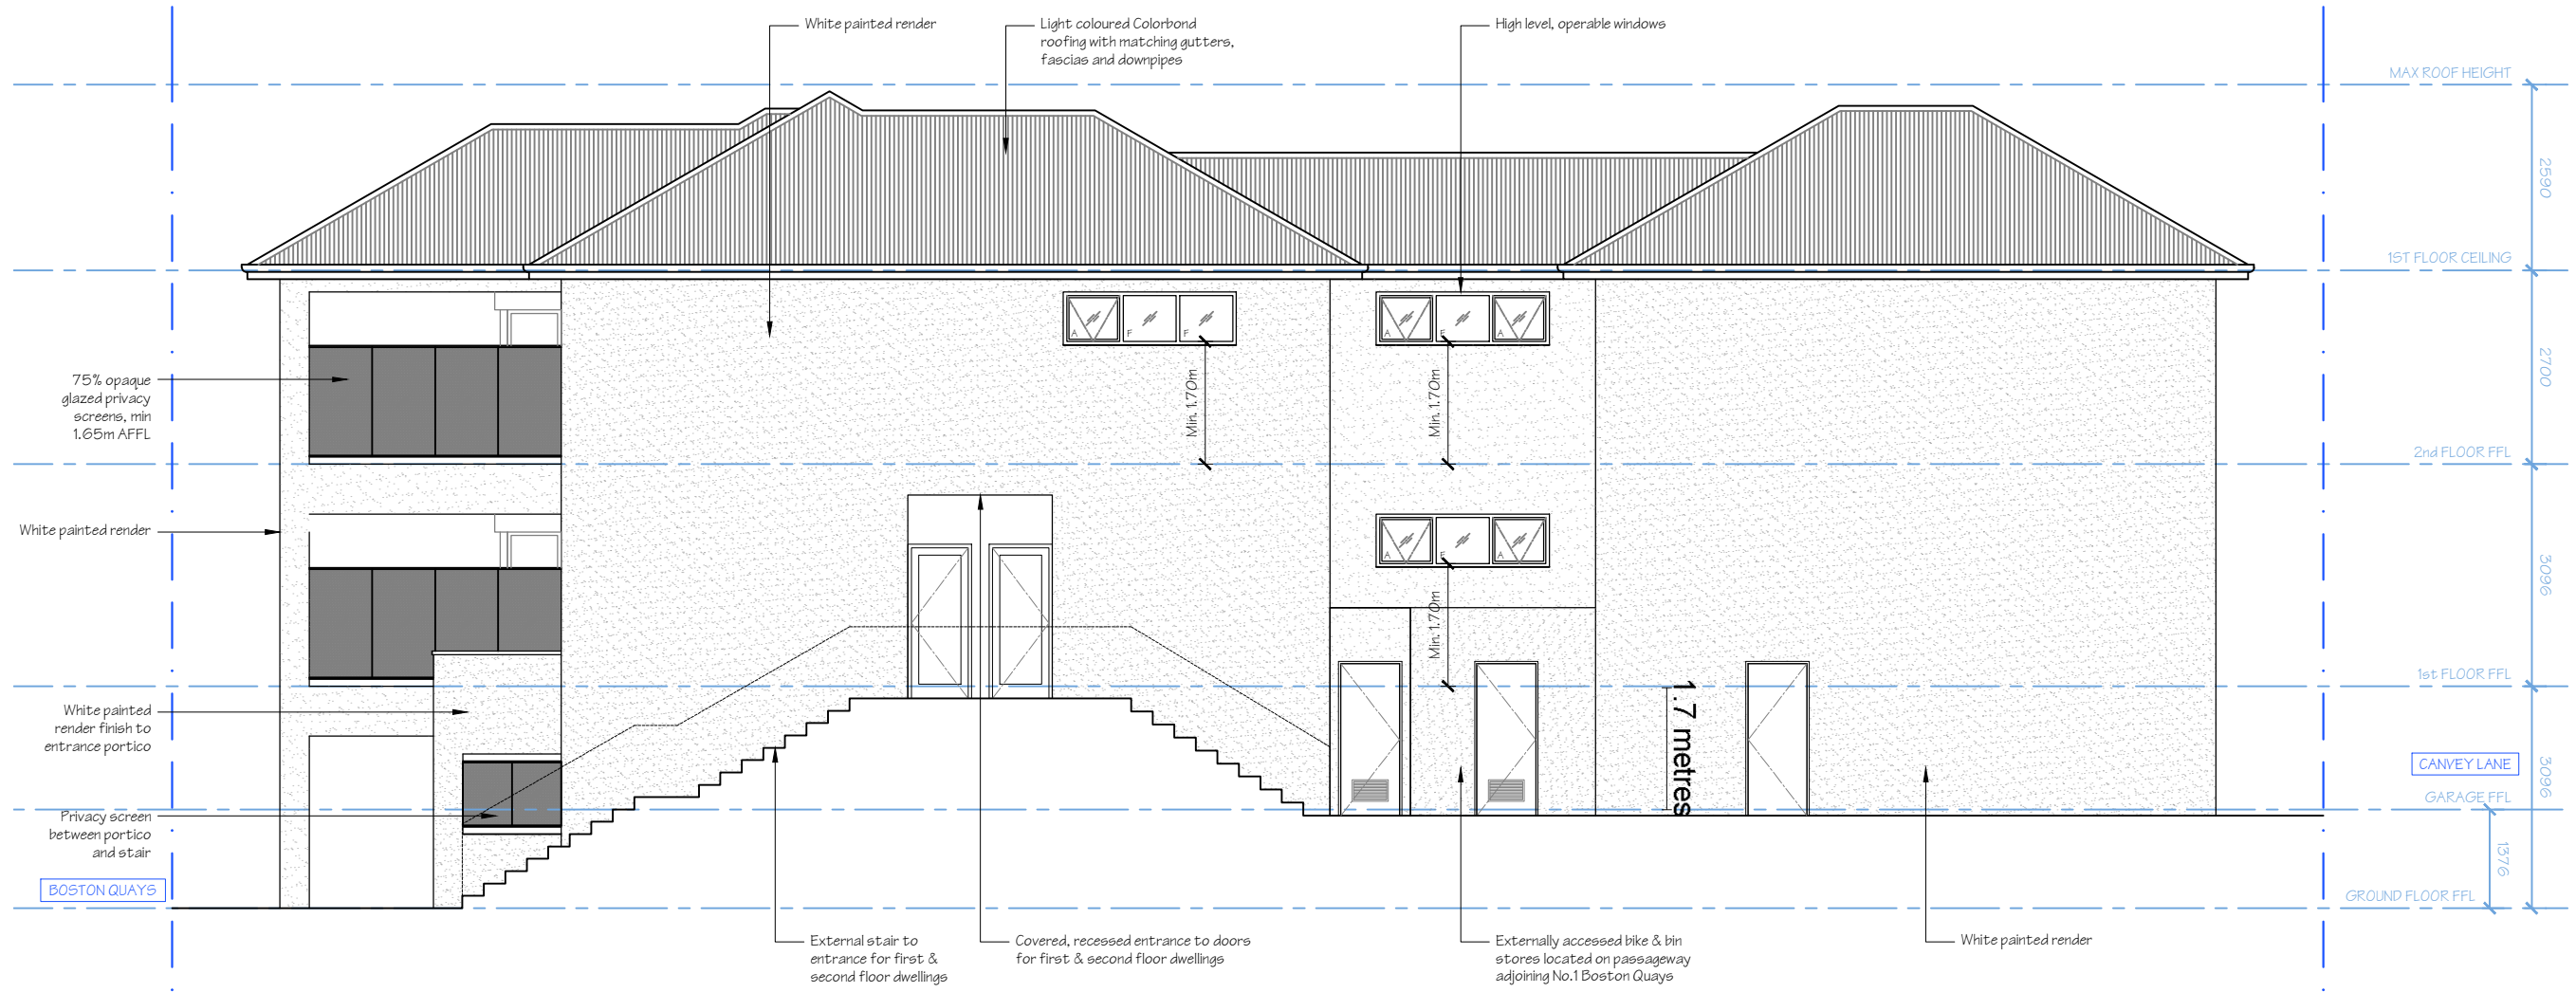 White painted render
Light coloured Colorbond
roofing with matching gutters,
fascias and downpipes
High level, operable windows
MAX ROOF HEIGHT
2590
1ST FLOOR CEILING
A
F
F
A
F
A
2700
75% opaque
glazed privacy
screens, min
1.65m AFFL
Min. 1.70m
Min. 1.70m
2nd FLOOR FFL
White painted render
A
F
A
3096
Min. 1.70m
1st FLOOR FFL
White painted
render finish to
entrance portico
1.7 metres
CANVEY LANE
3096
GARAGE FFL
Privacy screen
between portico
and stair
1376
BOSTON QUAYS
GROUND FLOOR FFL
External stair to
entrance for first &
second floor dwellings
Covered, recessed entrance to doors
for first & second floor dwellings
Externally accessed bike & bin
stores located on passageway
adjoining No.1 Boston Quays
White painted render